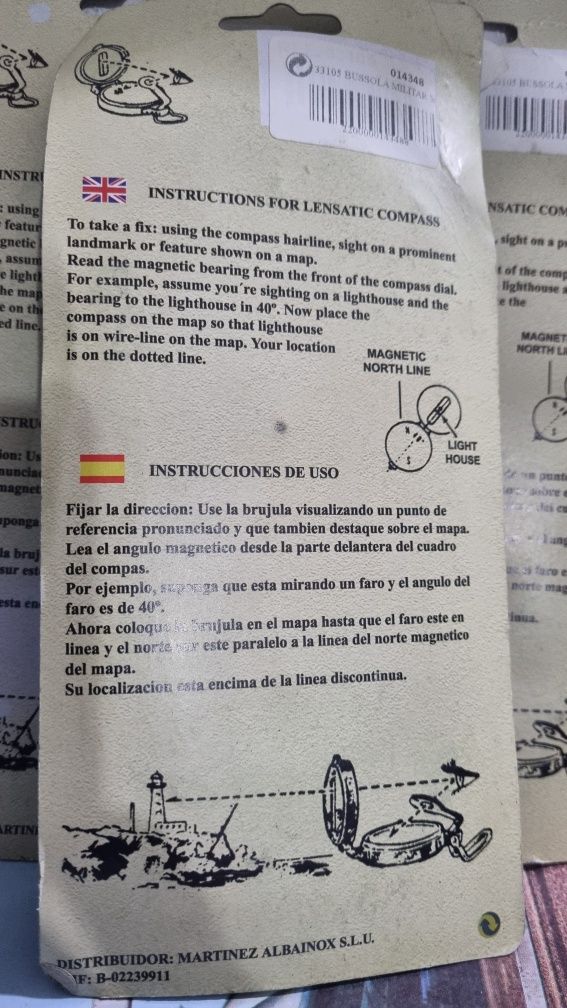 014348
33105 BUSSOLA MILITAR
INSTRUCTIONS FOR LENSATIC COMPASS
To take a fix: using the compass hairline, sight on a prominent
landmark or feature shown on a map.
Read the magnetic bearing from the front of the compass dial.
For example, assume you´re sighting on a lighthouse and the
bearing to the lighthouse in 40º. Now place the
compass on the map so that lighthouse
is on wire-line on the map. Your location
is on the dotted line.
MAGNETIC
NORTH LINE
N 40º
S
LIGHT
HOUSE
INSTRUCCIONES DE USO
Fijar la direccion: Use la brujula visualizando un punto de
referencia pronunciado y que tambien destaque sobre el mapa.
Lea el angulo magnetico desde la parte delantera del cuadro
del compas.
Por ejemplo, suponga que esta mirando un faro y el angulo del
faro es de 40º.
Ahora coloque la brujula en el mapa hasta que el faro este en
linea y el norte sur este paralelo a la linea del norte magnetico
del mapa.
Su localizacion esta encima de la linea discontinua.
DISTRIBUIDOR: MARTINEZ ALBAINOX S.L.U.
IF: B-02239911